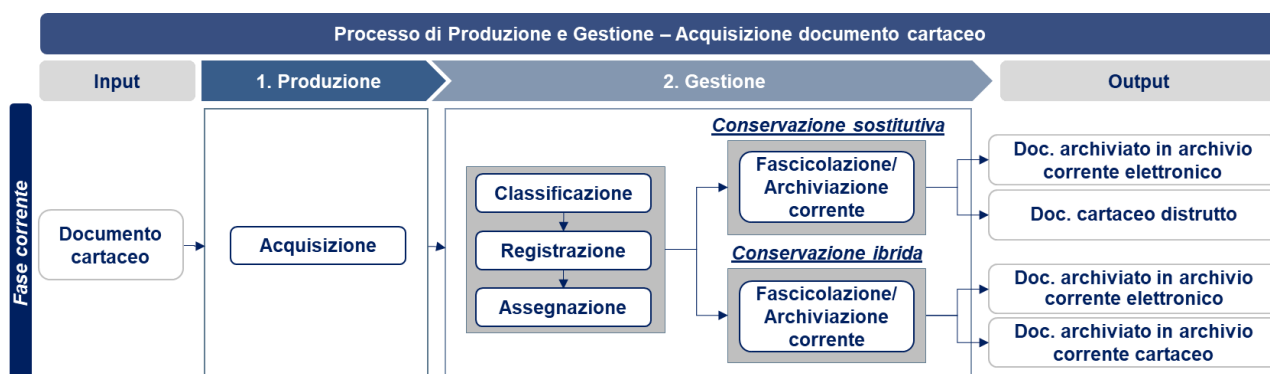 Processo di Produzione e Gestione – Acquisizione documento cartaceo
Input
1. Produzione
2. Gestione
Output
Fase corrente
Documento
cartaceo
Acquisizione
Classificazione
Registrazione
Assegnazione
Conservazione sostitutiva
Fascicolazione/
Archiviazione
corrente
Conservazione ibrida
Fascicolazione/
Archiviazione
corrente
Doc. archiviato in archivio
corrente elettronico
Doc. cartaceo distrutto
Doc. archiviato in archivio
corrente elettronico
Doc. archiviato in archivio
corrente cartaceo